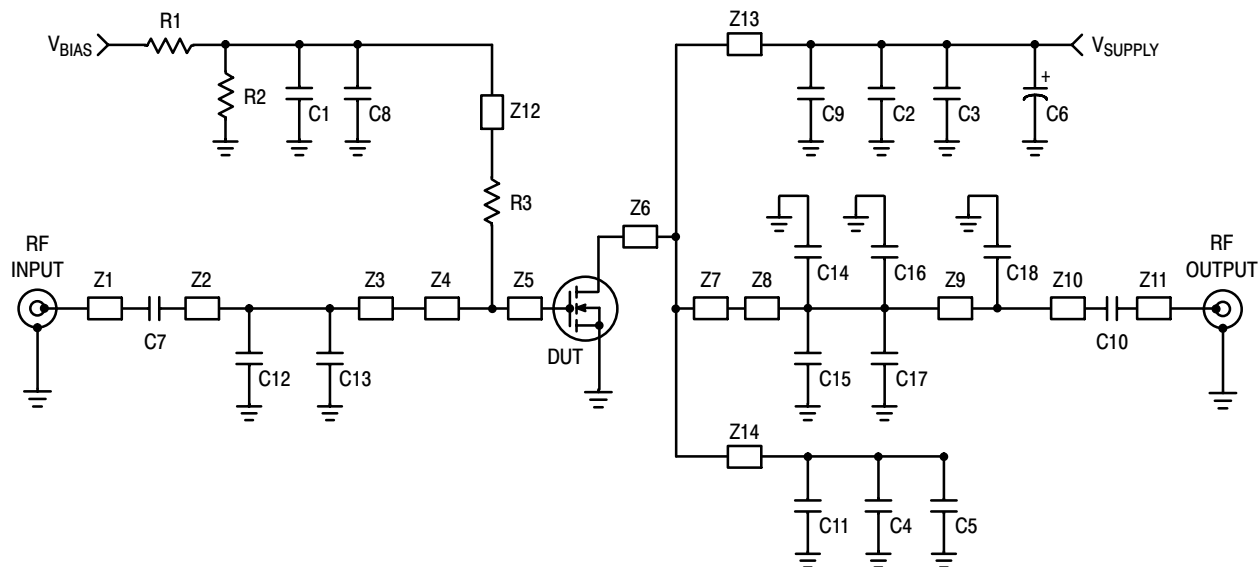 R1
Z13
V_BIAS
V_SUPPLY
R2
C1
C8
Z12
C9
C2
C3
+
C6
R3
Z6
RF
INPUT
RF
OUTPUT
Z1
Z2
Z3
Z4
Z5
Z7
Z8
C14
C16
Z9
C18
Z10
Z11
C7
DUT
C10
C12
C13
C15
C17
Z14
C11
C4
C5